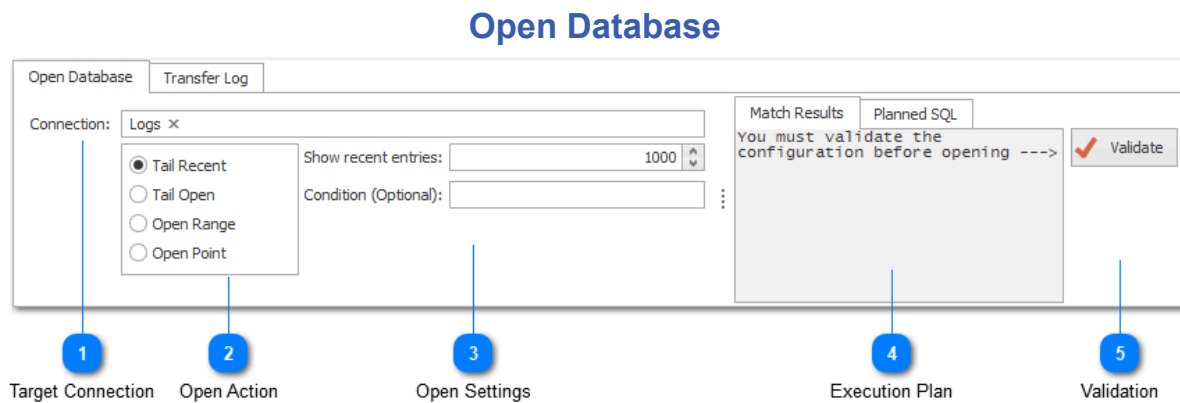 Open Database
Open Database Transfer Log
Connection: Logs ×
Tail Recent
Tail Open
Open Range
Open Point
Show recent entries: 1000
Condition (Optional):
Match Results Planned SQL
You must validate the
configuration before opening --->
Validate
1 2 3 4 5
Target Connection Open Action Open Settings Execution Plan Validation